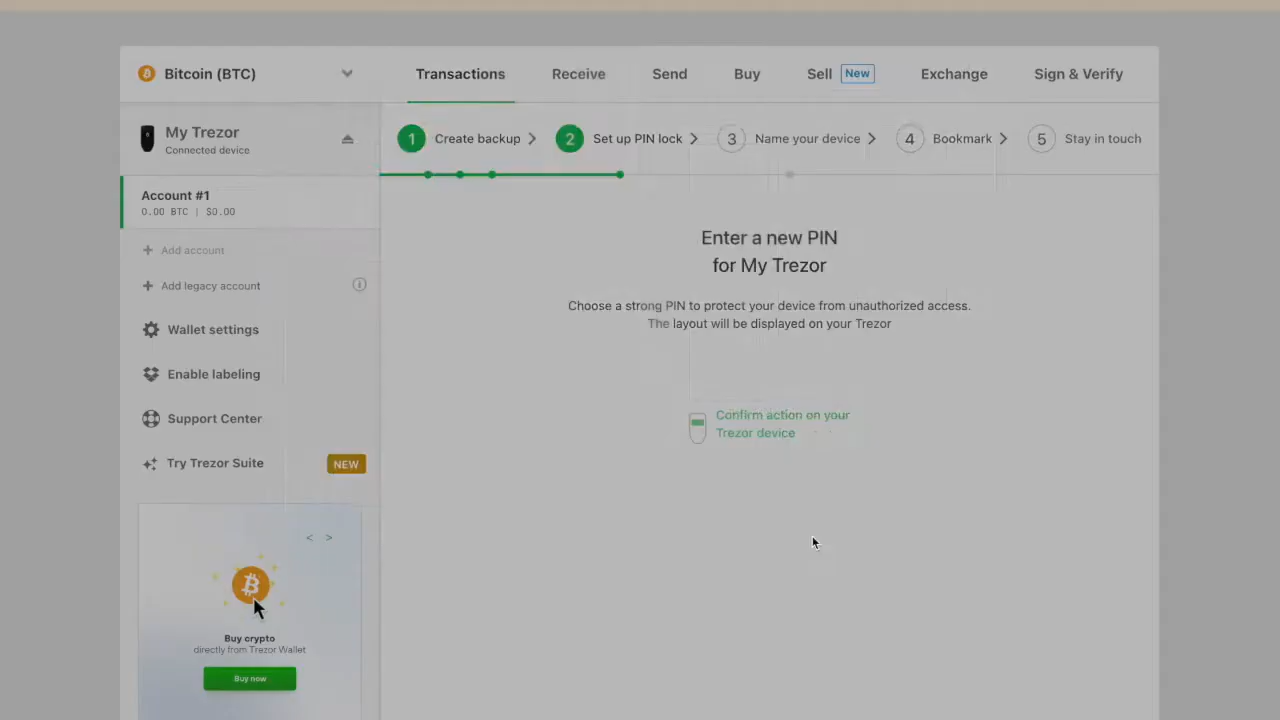 Bitcoin (BTC)
Transactions
Receive
Send
Buy
Sell New
Exchange
Sign & Verify
My Trezor
Connected device
1 Create backup
2 Set up PIN lock
3 Name your device
4 Bookmark
5 Stay in touch
Account #1
0.00 BTC | $0.00
Add account
Add legacy account
Wallet settings
Enable labeling
Support Center
Try Trezor Suite NEW
< >
Buy crypto
directly from Trezor Wallet
Buy now
Enter a new PIN
for My Trezor
Choose a strong PIN to protect your device from unauthorized access.
The layout will be displayed on your Trezor
Confirm action on your
Trezor device